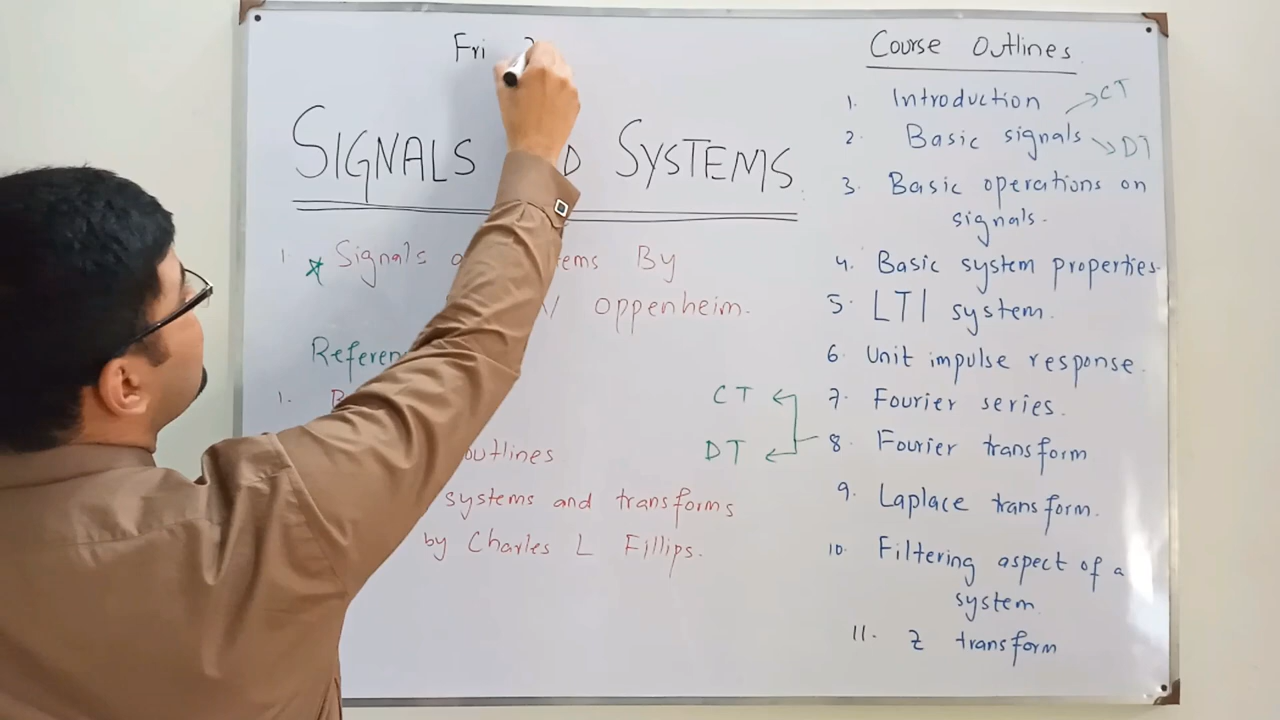 Fri
SIGNALS SYSTEMS
1. Signals By
oppenheim.
1.
outlines
systems and transforms
by Charles L Fillips.
CT
DT
Course Outlines
1. Introduction
CT
2. Basic signals
DT
3. Basic operations on
signals.
4. Basic system properties.
5. LTI system.
6. Unit impulse response.
7. Fourier series.
8. Fourier transform
9. Laplace transform.
10. Filtering aspect of a
system.
11. Z transform